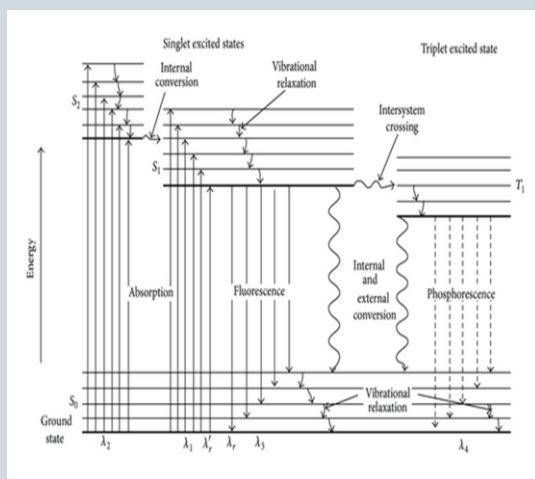 Singlet excited states
Triplet excited state
Internal
conversion
Vibrational
relaxation
Intersystem
crossing
S₂
S₁
T₁
Energy
Absorption
Fluorescence
Internal
and
external
conversion
Phosphorescence
Vibrational
relaxation
S₀
Ground
state
λ₂
λ₁ λ′ᵣ λᵣ λ₃
λ₄